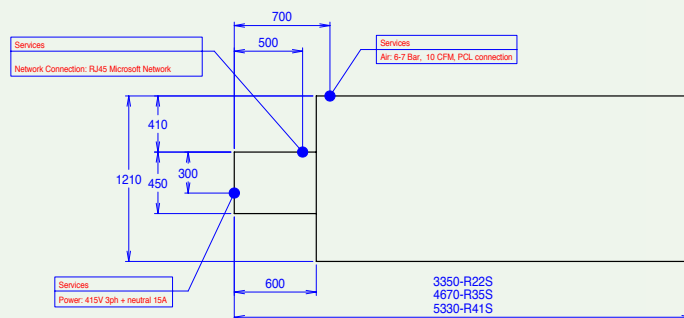 700
500
Services
Network Connection: RJ45 Microsoft Network
Services
Air: 6-7 Bar, 10 CFM, PCL connection
410
1210
450
300
Services
Power: 415V 3ph + neutral 15A
600
3350-R22S
4670-R35S
5330-R41S